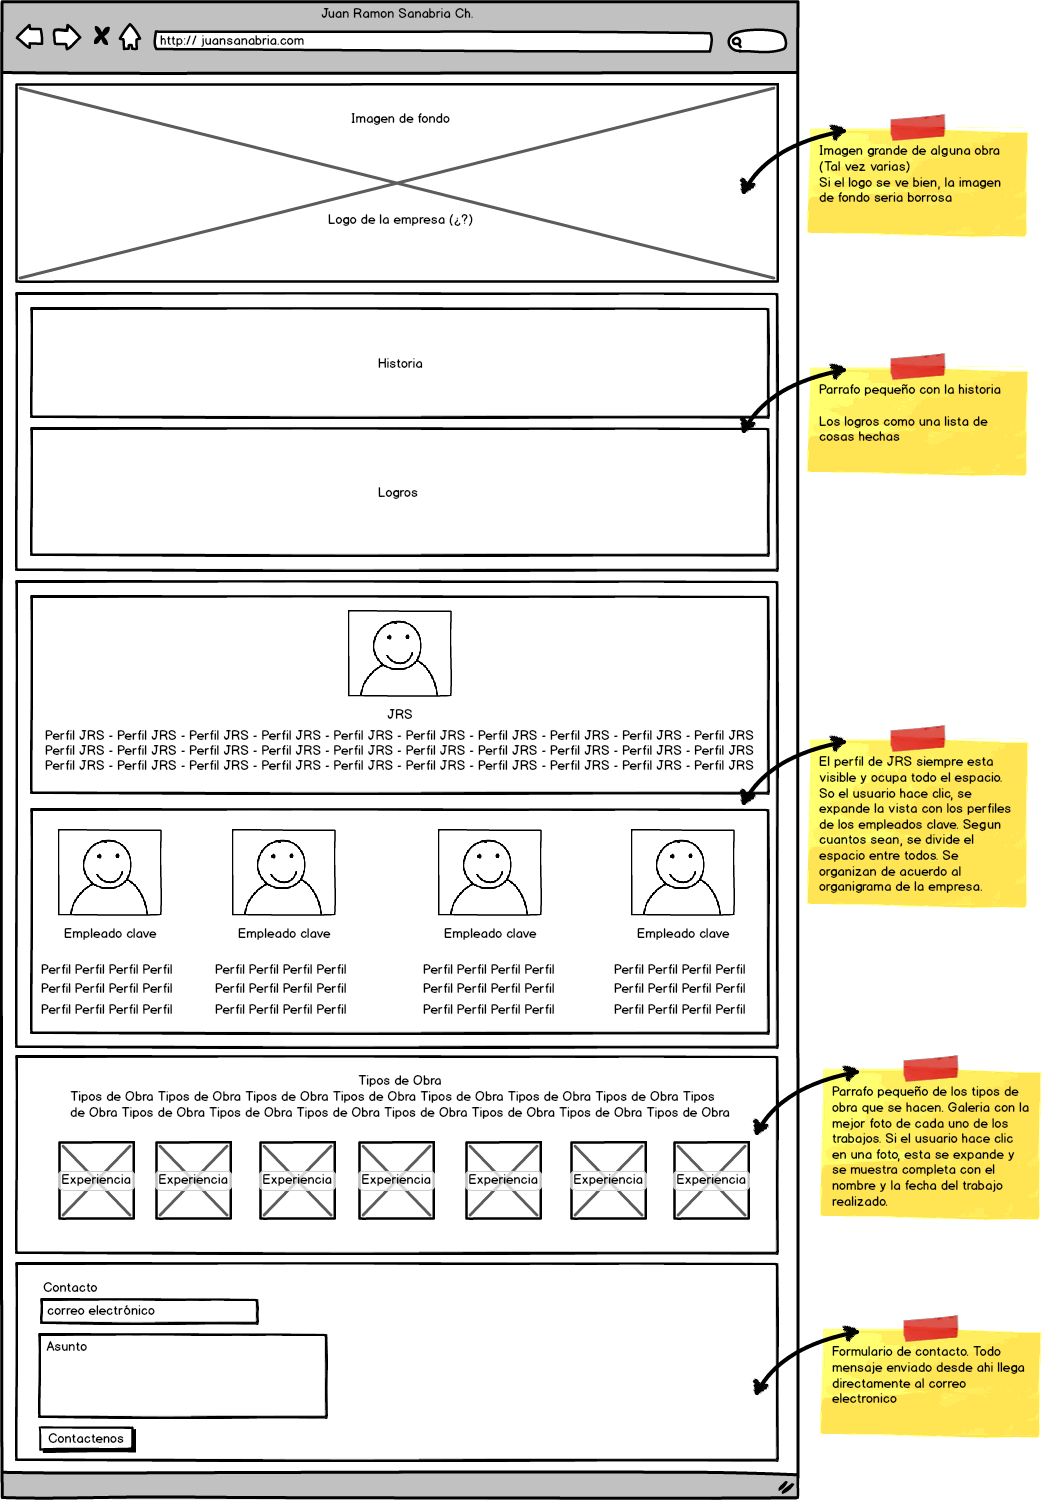 Juan Ramon Sanabria Ch.
http:// juansanabria.com
Imagen de fondo
Logo de la empresa (¿?)
Imagen grande de alguna obra
(Tal vez varias)
Si el logo se ve bien, la imagen
de fondo seria borrosa
Historia
Logros
Parrafo pequeño con la historia
Los logros como una lista de
cosas hechas
JRS
Perfil JRS - Perfil JRS - Perfil JRS - Perfil JRS - Perfil JRS - Perfil JRS - Perfil JRS - Perfil JRS - Perfil JRS - Perfil JRS
Perfil JRS - Perfil JRS - Perfil JRS - Perfil JRS - Perfil JRS - Perfil JRS - Perfil JRS - Perfil JRS - Perfil JRS - Perfil JRS
Perfil JRS - Perfil JRS - Perfil JRS - Perfil JRS - Perfil JRS - Perfil JRS - Perfil JRS - Perfil JRS - Perfil JRS - Perfil JRS
El perfil de JRS siempre esta
visible y ocupa todo el espacio.
So el usuario hace clic, se
expande la vista con los perfiles
de los empleados clave. Segun
cuantos sean, se divide el
espacio entre todos. Se
organizan de acuerdo al
organigrama de la empresa.
Empleado clave
Perfil Perfil Perfil Perfil
Perfil Perfil Perfil Perfil
Perfil Perfil Perfil Perfil
Empleado clave
Perfil Perfil Perfil Perfil
Perfil Perfil Perfil Perfil
Perfil Perfil Perfil Perfil
Empleado clave
Perfil Perfil Perfil Perfil
Perfil Perfil Perfil Perfil
Perfil Perfil Perfil Perfil
Empleado clave
Perfil Perfil Perfil Perfil
Perfil Perfil Perfil Perfil
Perfil Perfil Perfil Perfil
Tipos de Obra
Tipos de Obra Tipos de Obra Tipos de Obra Tipos de Obra Tipos de Obra Tipos de Obra Tipos de Obra Tipos
de Obra Tipos de Obra Tipos de Obra Tipos de Obra Tipos de Obra Tipos de Obra Tipos de Obra Tipos de Obra
Experiencia
Experiencia
Experiencia
Experiencia
Experiencia
Experiencia
Experiencia
Parrafo pequeño de los tipos de
obra que se hacen. Galeria con la
mejor foto de cada uno de los
trabajos. Si el usuario hace clic
en una foto, esta se expande y
se muestra completa con el
nombre y la fecha del trabajo
realizado.
Contacto
correo electrónico
Asunto
Contactenos
Formulario de contacto. Todo
mensaje enviado desde ahi llega
directamente al correo
electronico